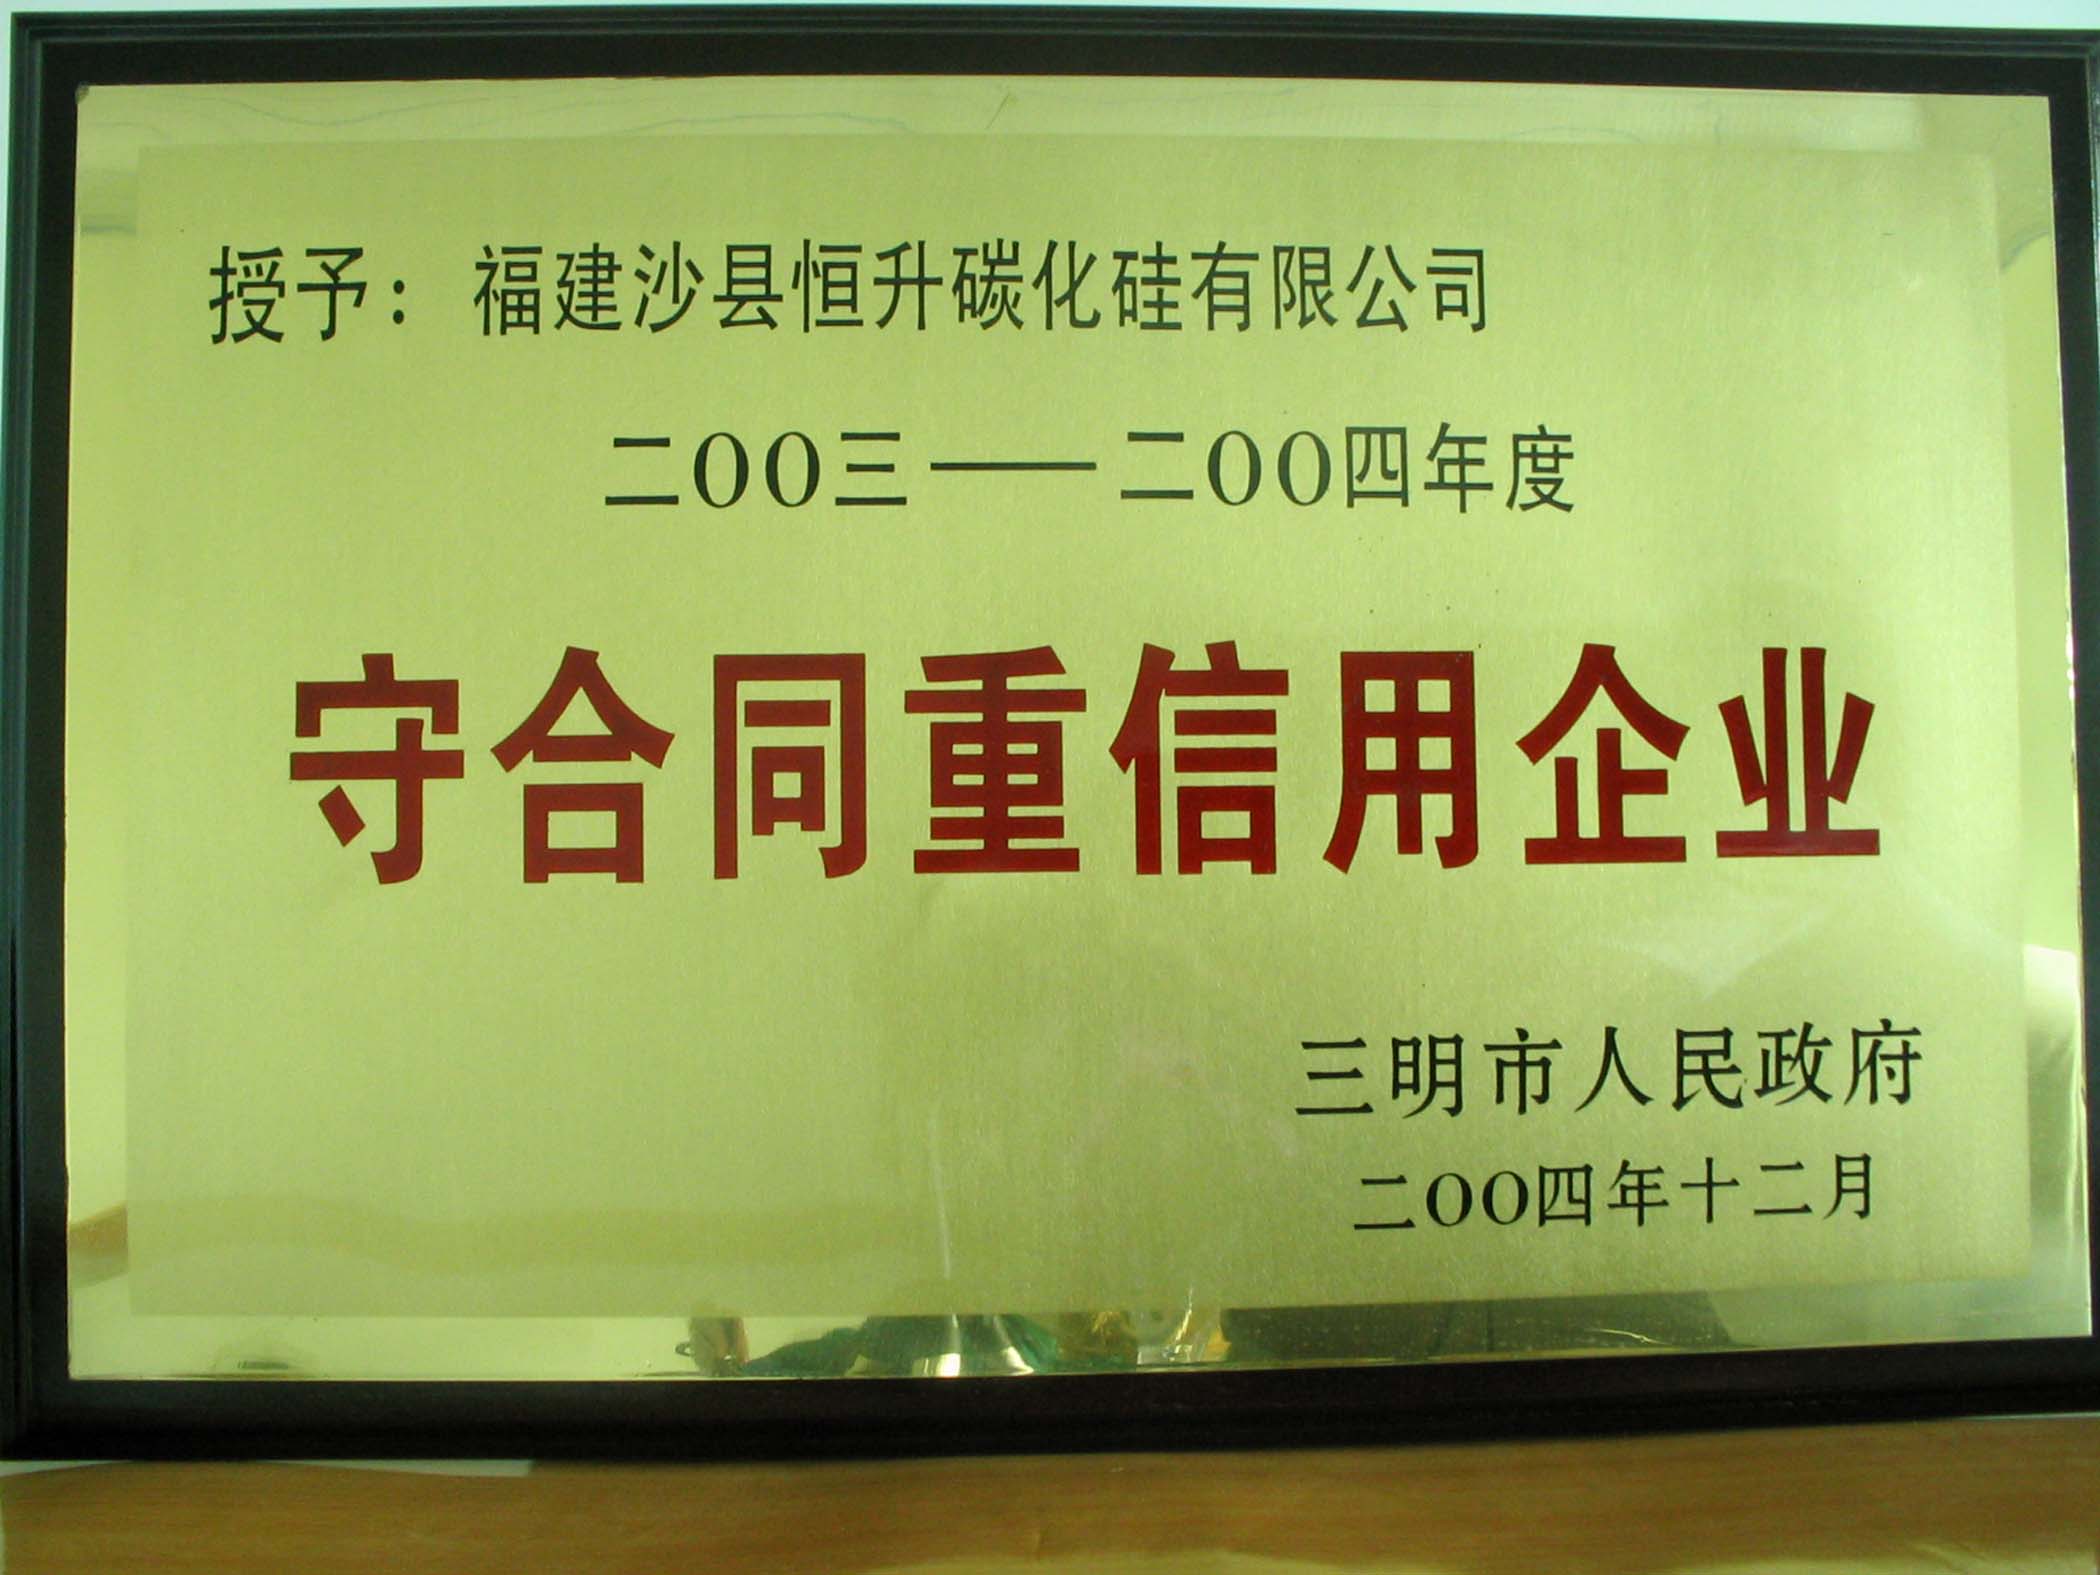 授予：福建沙县恒升碳化硅有限公司
二OO三——二OO四年度
守合同重信用企业
三明市人民政府
二OO四年十二月